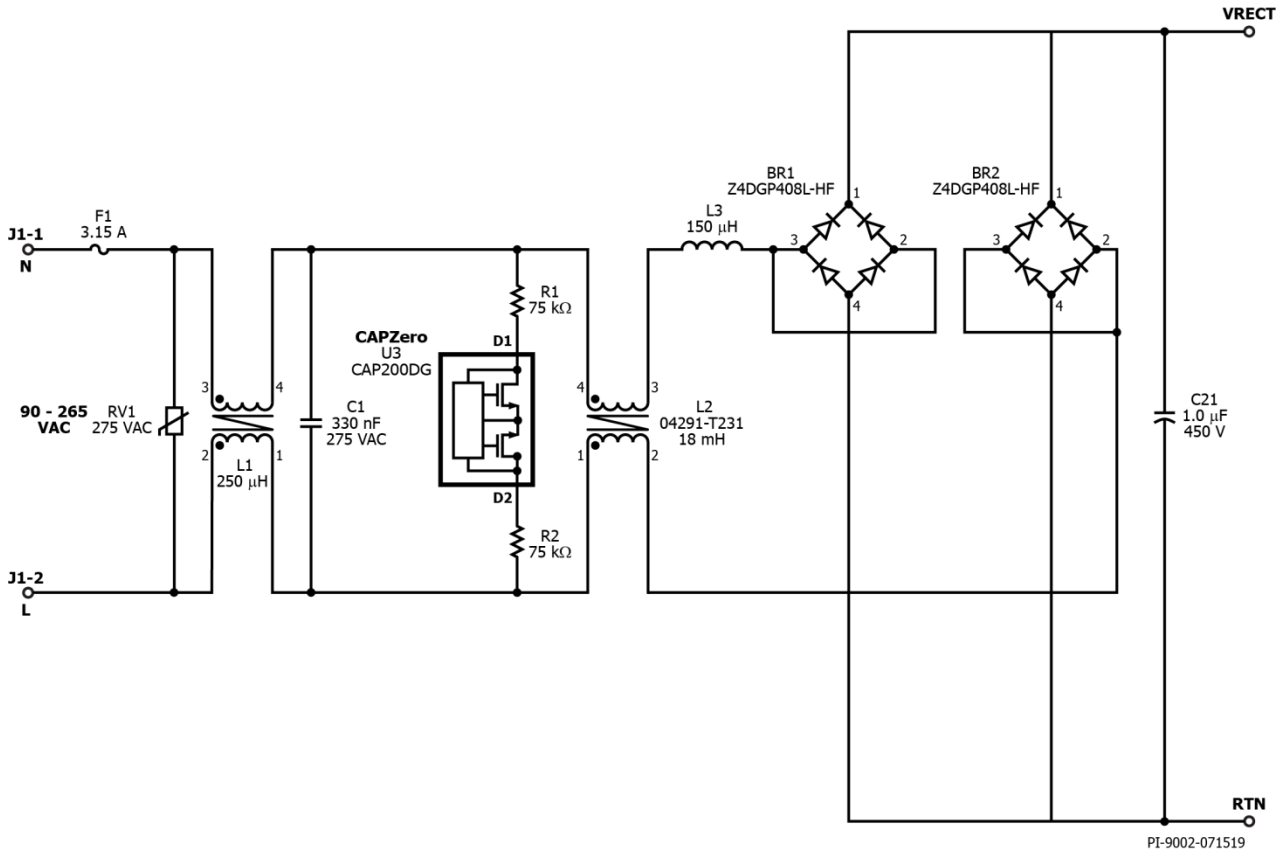 VRECT
BR1
Z4DGP408L-HF
BR2
Z4DGP408L-HF
1
1
F1
3.15 A
L3
150 µH
J1-1
N
3
2
3
2
R1
75 kΩ
4
4
CAPZero
U3
CAP200DG
D1
3
4
4
3
90 - 265
VAC
RV1
275 VAC
C1
330 nF
275 VAC
L2
04291-T231
18 mH
C21
1.0 µF
450 V
2
1
L1
250 µH
1
2
D2
R2
75 kΩ
J1-2
L
RTN
PI-9002-071519